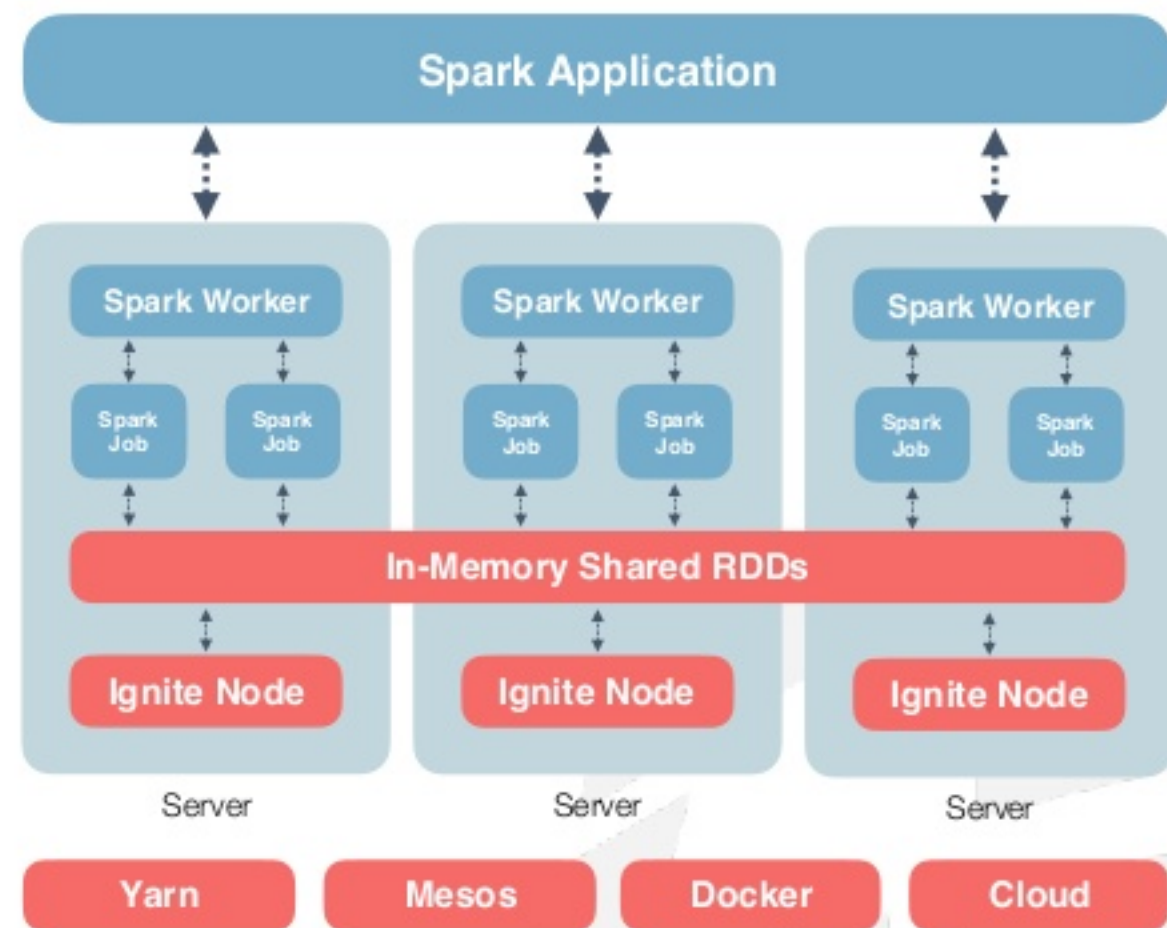 Spark Application
Spark Worker
Spark Worker
Spark Worker
Spark Job
Spark Job
Spark Job
Spark Job
Spark Job
Spark Job
In-Memory Shared RDDs
Ignite Node
Ignite Node
Ignite Node
Server
Server
Server
Yarn
Mesos
Docker
Cloud